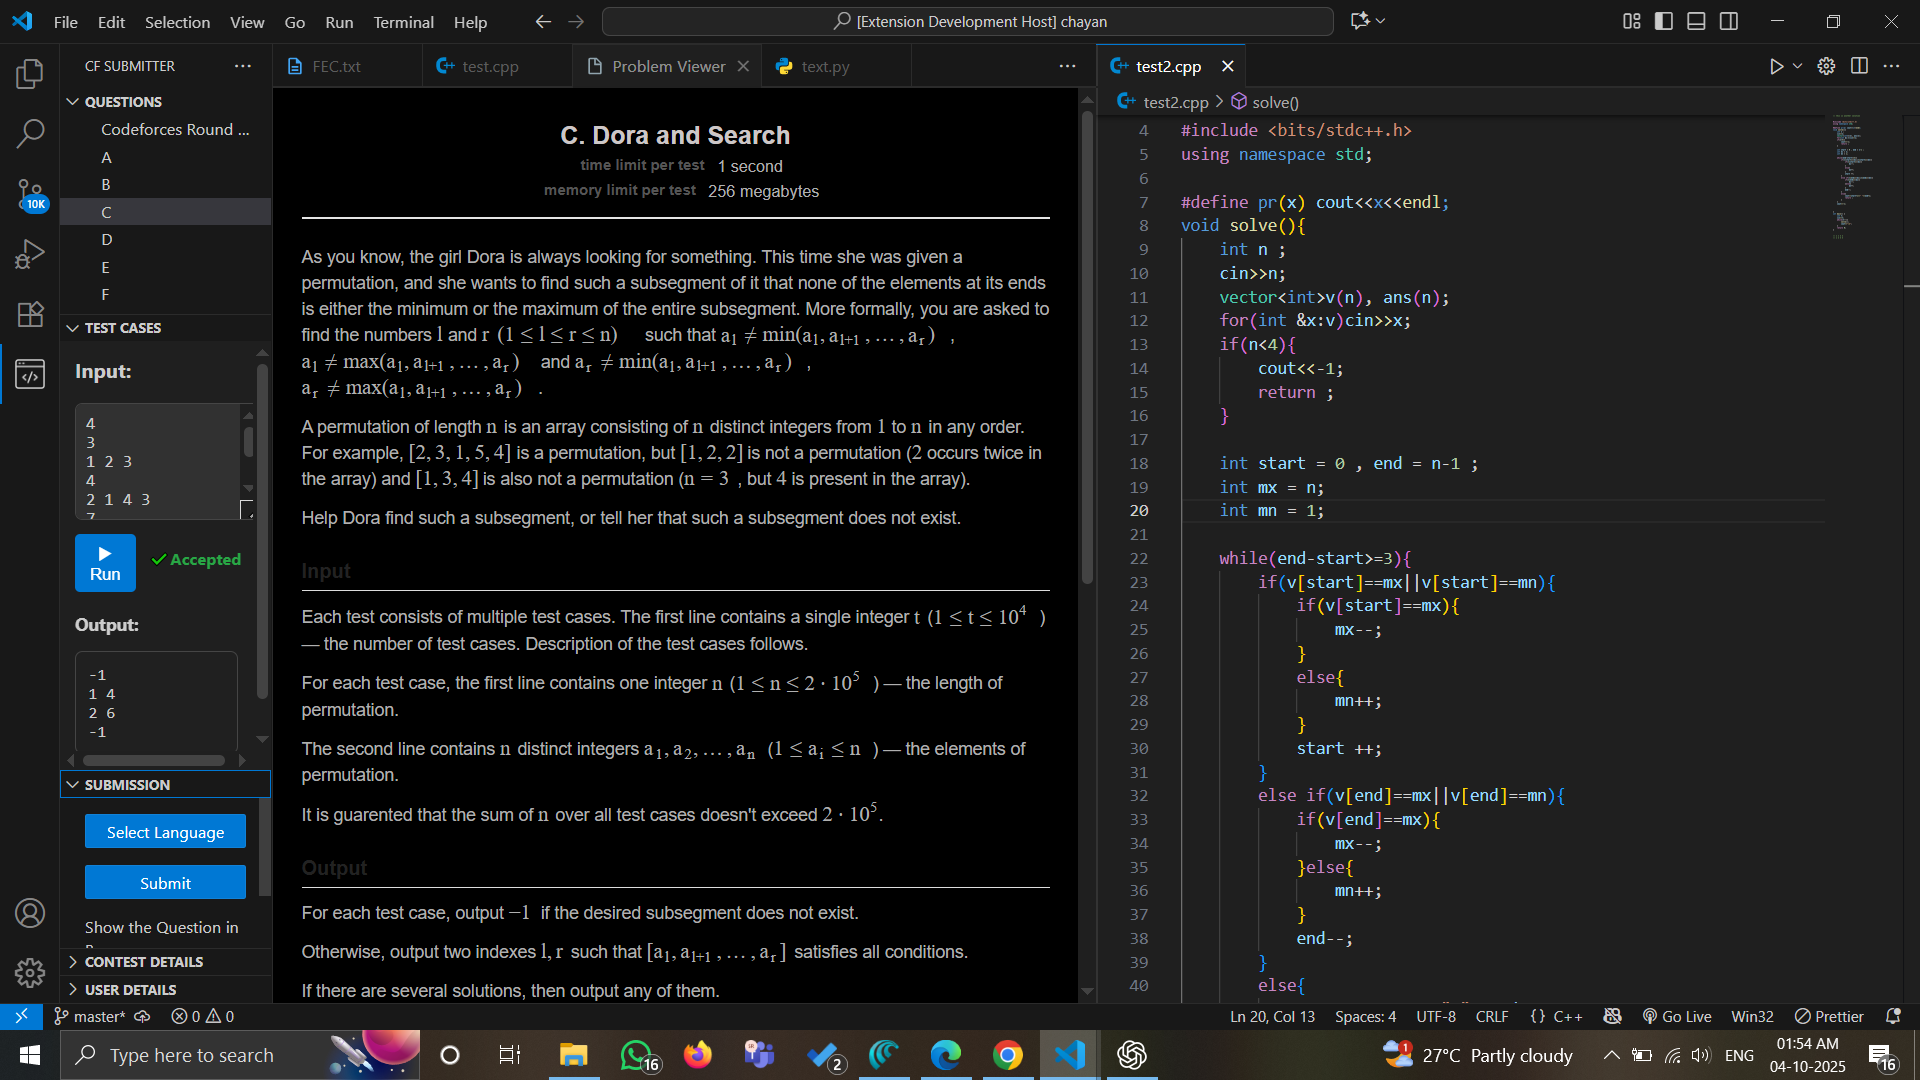 File Edit Selection View Go Run Terminal Help
[Extension Development Host] chayan
CF SUBMITTER
QUESTIONS
Codeforces Round ...
A
B
C
D
E
F
10K
TEST CASES
Input:
4
3
1 2 3
4
2 1 4 3
Run
Accepted
Output:
-1
1 4
2 6
-1
SUBMISSION
Select Language
Submit
Show the Question in
CONTEST DETAILS
USER DETAILS
FEC.txt test.cpp Problem Viewer text.py
C. Dora and Search
time limit per test 1 second
memory limit per test 256 megabytes
As you know, the girl Dora is always looking for something. This time she was given a
permutation, and she wants to find such a subsegment of it that none of the elements at its ends
is either the minimum or the maximum of the entire subsegment. More formally, you are asked to
find the numbers l and r (1 ≤ l ≤ r ≤ n) such that a_l ≠ min(a_l, a_{l+1}, …, a_r) ,
a_l ≠ max(a_l, a_{l+1}, …, a_r) and a_r ≠ min(a_l, a_{l+1}, …, a_r) ,
a_r ≠ max(a_l, a_{l+1}, …, a_r) .
A permutation of length n is an array consisting of n distinct integers from 1 to n in any order.
For example, [2, 3, 1, 5, 4] is a permutation, but [1, 2, 2] is not a permutation (2 occurs twice in
the array) and [1, 3, 4] is also not a permutation (n = 3 , but 4 is present in the array).
Help Dora find such a subsegment, or tell her that such a subsegment does not exist.
Input
Each test consists of multiple test cases. The first line contains a single integer t (1 ≤ t ≤ 10^4 )
— the number of test cases. Description of the test cases follows.
For each test case, the first line contains one integer n (1 ≤ n ≤ 2 · 10^5 ) — the length of
permutation.
The second line contains n distinct integers a_1, a_2, …, a_n (1 ≤ a_i ≤ n ) — the elements of
permutation.
It is guarented that the sum of n over all test cases doesn't exceed 2 · 10^5.
Output
For each test case, output −1 if the desired subsegment does not exist.
Otherwise, output two indexes l, r such that [a_l, a_{l+1}, …, a_r] satisfies all conditions.
If there are several solutions, then output any of them.
test2.cpp
test2.cpp > solve()
4 #include <bits/stdc++.h>
5 using namespace std;
6
7 #define pr(x) cout<<x<<endl;
8 void solve(){
9 int n ;
10 cin>>n;
11 vector<int>v(n), ans(n);
12 for(int &x:v)cin>>x;
13 if(n<4){
14 cout<<-1;
15 return ;
16 }
17
18 int start = 0 , end = n-1 ;
19 int mx = n;
20 int mn = 1;
21
22 while(end-start>=3){
23 if(v[start]==mx||v[start]==mn){
24 if(v[start]==mx){
25 mx--;
26 }
27 else{
28 mn++;
29 }
30 start ++;
31 }
32 else if(v[end]==mx||v[end]==mn){
33 if(v[end]==mx){
34 mx--;
35 }else{
36 mn++;
37 }
38 end--;
39 }
40 else{
master* 0 0
Ln 20, Col 13 Spaces: 4 UTF-8 CRLF {} C++ Go Live Win32 Prettier
Type here to search
16
2
1
27°C Partly cloudy
ENG
01:54 AM
04-10-2025
16